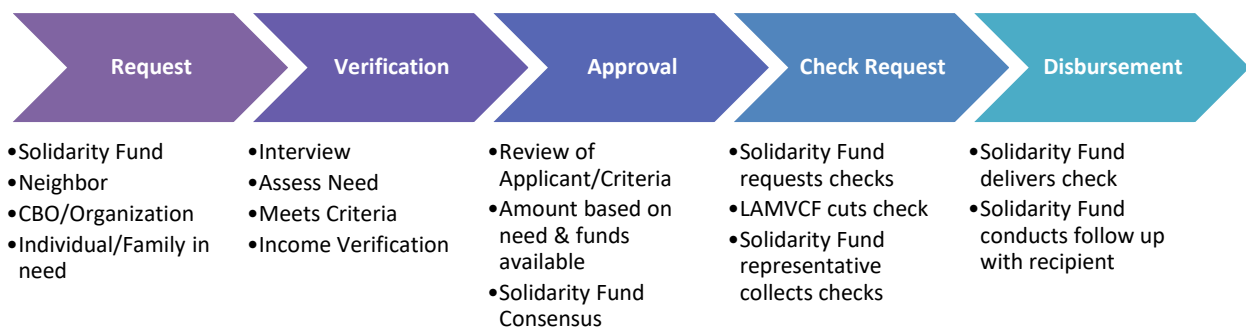 Request
Verification
Approval
Check Request
Disbursement
•Solidarity Fund
•Neighbor
•CBO/Organization
•Individual/Family in
need
•Interview
•Assess Need
•Meets Criteria
•Income Verification
•Review of
Applicant/Criteria
•Amount based on
need & funds
available
•Solidarity Fund
Consensus
•Solidarity Fund
requests checks
•LAMVCF cuts check
•Solidarity Fund
representative
collects checks
•Solidarity Fund
delivers check
•Solidarity Fund
conducts follow up
with recipient